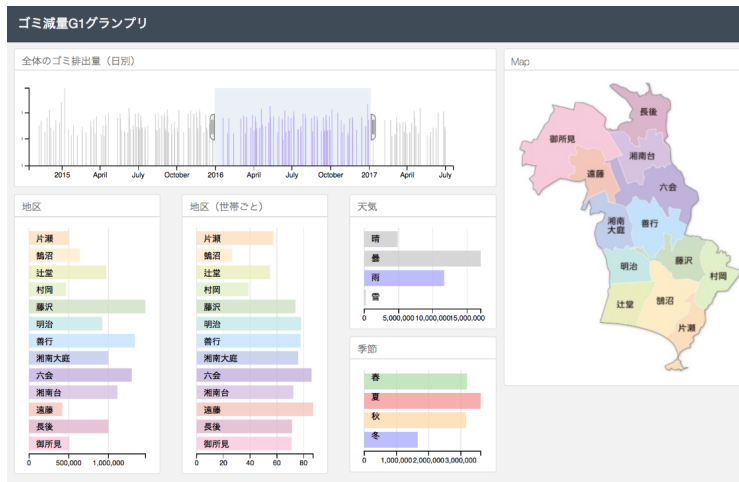 ゴミ減量G1グランプリ
全体のゴミ排出量（日別）
2015 April July October 2016 April July October 2017 April July
地区
片瀬
鵠沼
辻堂
村岡
藤沢
明治
善行
湘南大庭
六会
湘南台
遠藤
長後
御所見
0 500,000 1,000,000
地区（世帯ごと）
片瀬
鵠沼
辻堂
村岡
藤沢
明治
善行
湘南大庭
六会
湘南台
遠藤
長後
御所見
0 20 40 60 80
天気
晴
曇
雨
雪
0 5,000,000 10,000,000 15,000,000
季節
春
夏
秋
冬
0 1,000,000 2,000,000 3,000,000
Map
長後
御所見
湘南台
遠藤
六会
湘南
大庭
善行
藤沢
明治
村岡
辻堂
鵠沼
片瀬